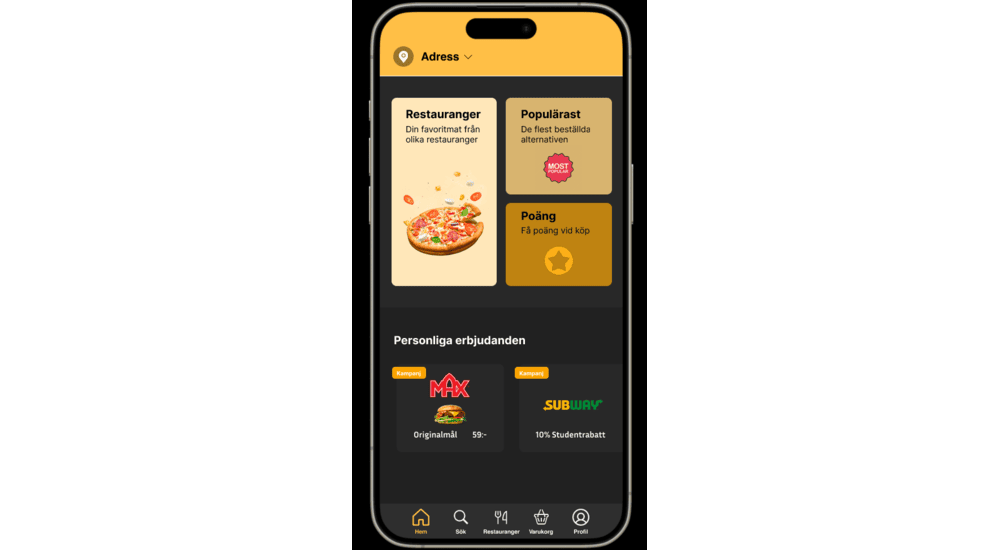 Adress
Restauranger
Din favoritmat från
olika restauranger
Populärast
De flest beställda
alternativen
MOST
POPULAR
Poäng
Få poäng vid köp
Personliga erbjudanden
Kampanj
MAX
Originalmål 59:-
Kampanj
SUBWAY
10% Studentrabatt
Hem
Sök
Restauranger
Varukorg
Profil